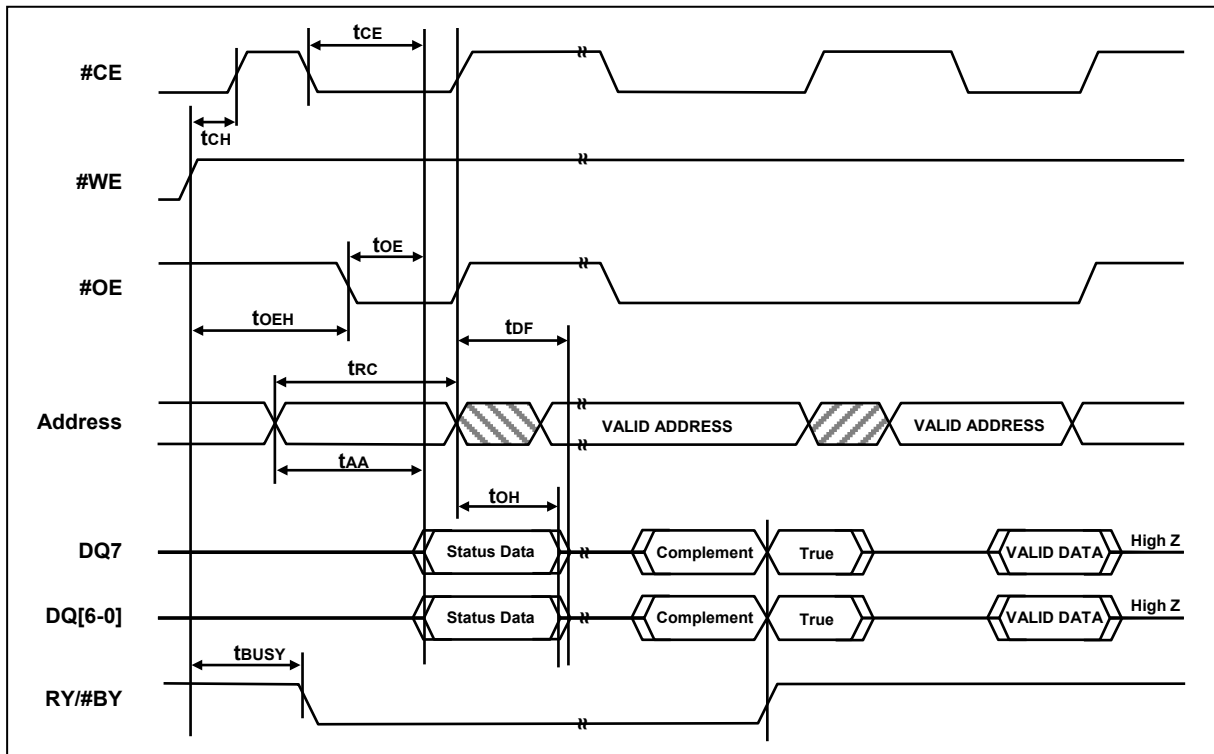 tCE
#CE
tCH
#WE
tOE
#OE
tOEH
tDF
tRC
Address
VALID ADDRESS
VALID ADDRESS
tAA
tOH
DQ7
Status Data
Complement
True
VALID DATA
High Z
DQ[6-0]
Status Data
Complement
True
VALID DATA
High Z
tBUSY
RY/#BY